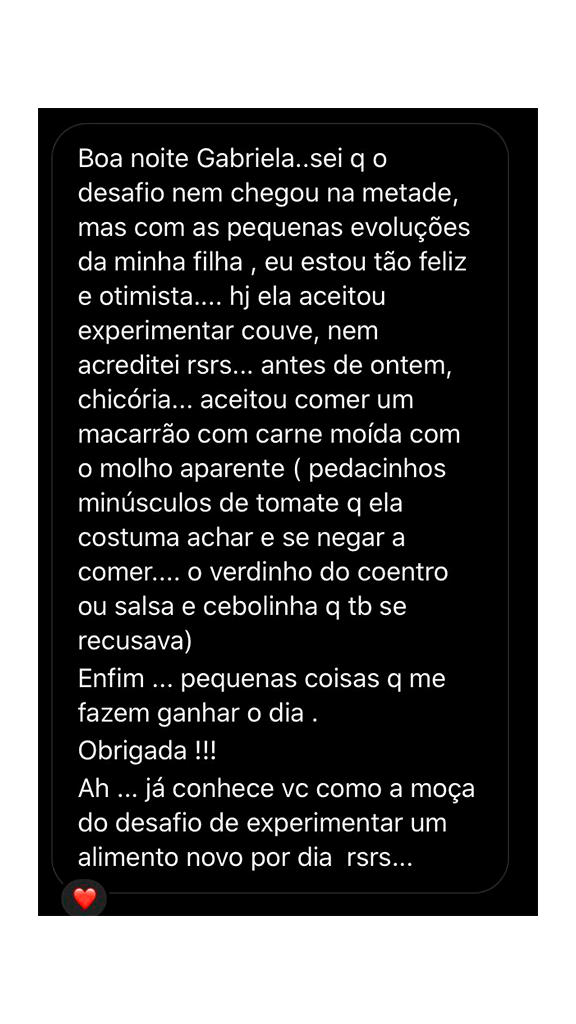 Boa noite Gabriela..sei q o
desafio nem chegou na metade,
mas com as pequenas evoluções
da minha filha , eu estou tão feliz
e otimista.... hj ela aceitou
experimentar couve, nem
acreditei rsrs... antes de ontem,
chicória... aceitou comer um
macarrão com carne moída com
o molho aparente ( pedacinhos
minúsculos de tomate q ela
costuma achar e se negar a
comer.... o verdinho do coentro
ou salsa e cebolinha q tb se
recusava)
Enfim ... pequenas coisas q me
fazem ganhar o dia .
Obrigada !!!
Ah ... já conhece vc como a moça
do desafio de experimentar um
alimento novo por dia  rsrs...